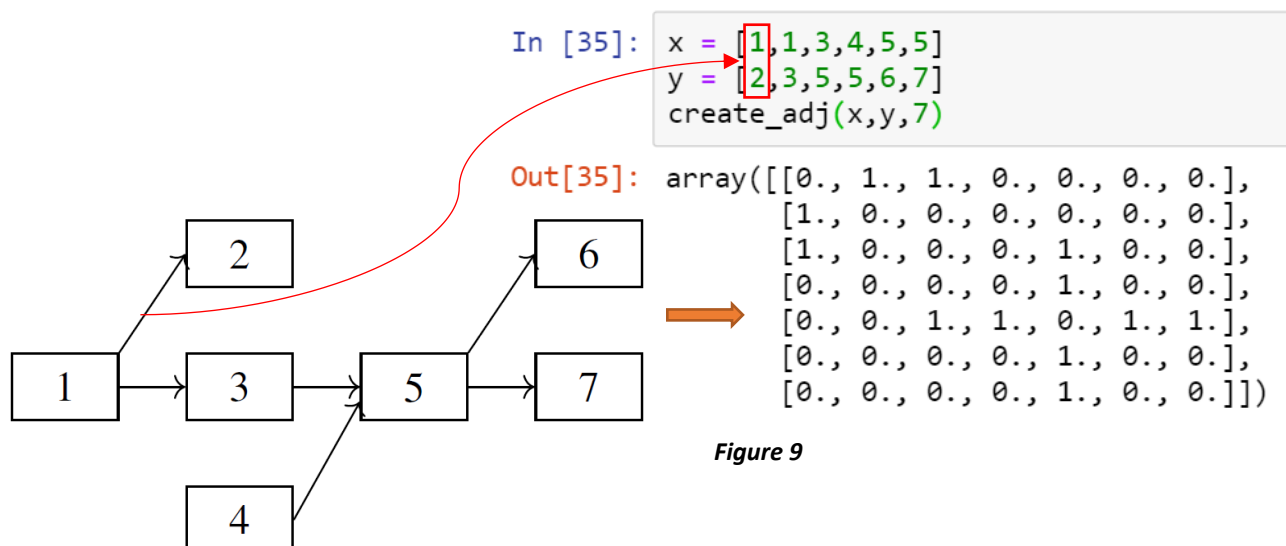 In [35]: x = [1,1,3,4,5,5]
y = [2,3,5,5,6,7]
create_adj(x,y,7)
Out[35]: array([[0., 1., 1., 0., 0., 0., 0.],
[1., 0., 0., 0., 0., 0., 0.],
[1., 0., 0., 0., 1., 0., 0.],
[0., 0., 0., 0., 1., 0., 0.],
[0., 0., 1., 1., 0., 1., 1.],
[0., 0., 0., 0., 1., 0., 0.],
[0., 0., 0., 0., 1., 0., 0.]])
2
6
1
3
5
7
4
Figure 9